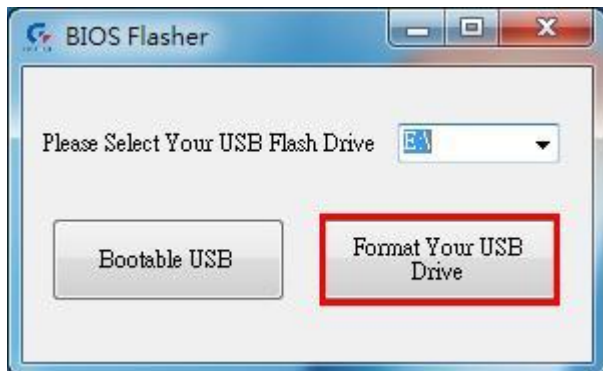 BIOS Flasher
Please Select Your USB Flash Drive
E:\
Bootable USB
Format Your USB
Drive